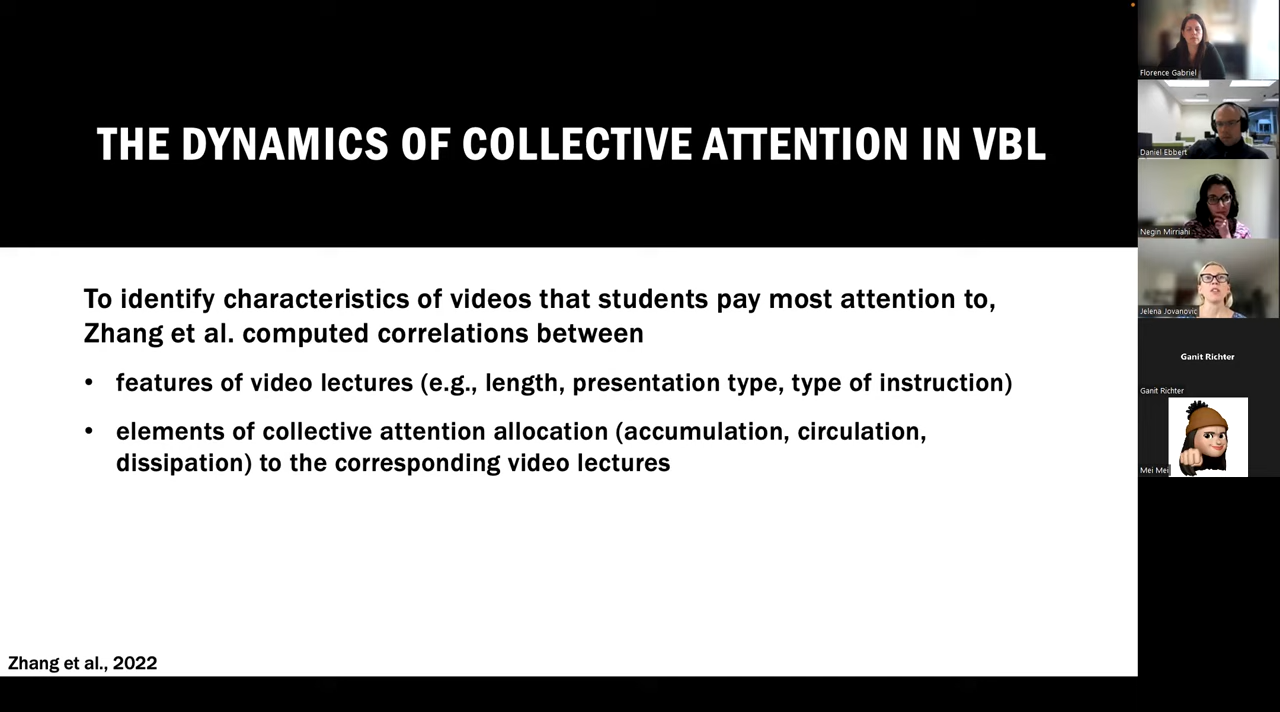 THE DYNAMICS OF COLLECTIVE ATTENTION IN VBL
To identify characteristics of videos that students pay most attention to,
Zhang et al. computed correlations between
• features of video lectures (e.g., length, presentation type, type of instruction)
• elements of collective attention allocation (accumulation, circulation,
dissipation) to the corresponding video lectures
Zhang et al., 2022
Florence Gabriel
Daniel Ebbert
Negin Mirriahi
Jelena Jovanovic
Ganit Richter
Ganit Richter
Mei Mei